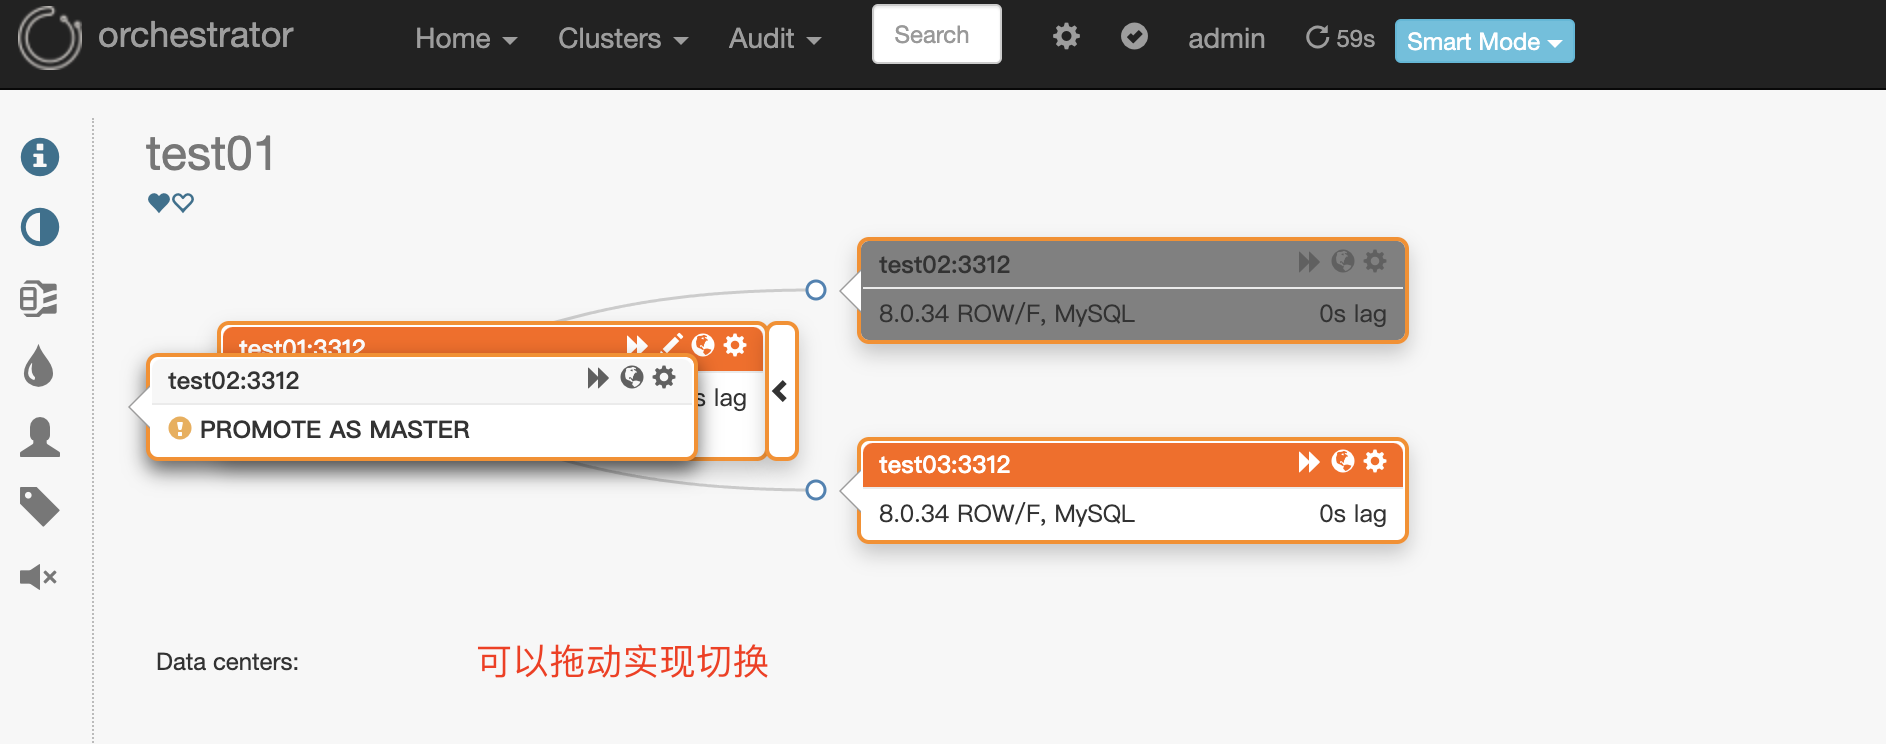 orchestrator Home Clusters Audit Search admin 59s Smart Mode
test01
test02:3312
8.0.34 ROW/F, MySQL 0s lag
test01:3312
s lag
test02:3312
PROMOTE AS MASTER
test03:3312
8.0.34 ROW/F, MySQL 0s lag
Data centers: 可以拖动实现切换